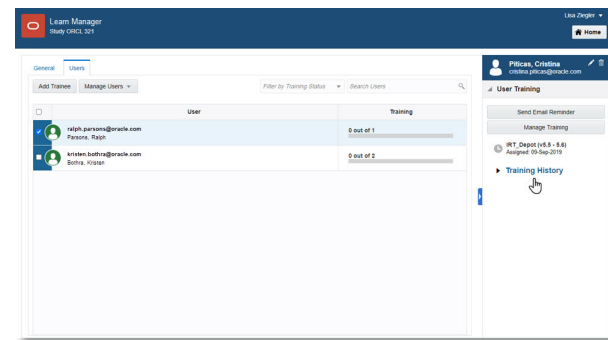 Learn Manager
Study ORCL 321
Lisa Ziegler
Home
General
Users
Add Trainee
Manage Users
Filter by Training Status
Search Users
User
Training
ralph.parsons@oracle.com
Parsons, Ralph
0 out of 1
kristen.bothra@oracle.com
Bothra, Kristen
0 out of 2
Piticas, Cristina
cristina.piticas@oracle.com
User Training
Send Email Reminder
Manage Training
IRT_Depot (v5.5 - 5.6)
Assigned: 09-Sep-2019
Training History